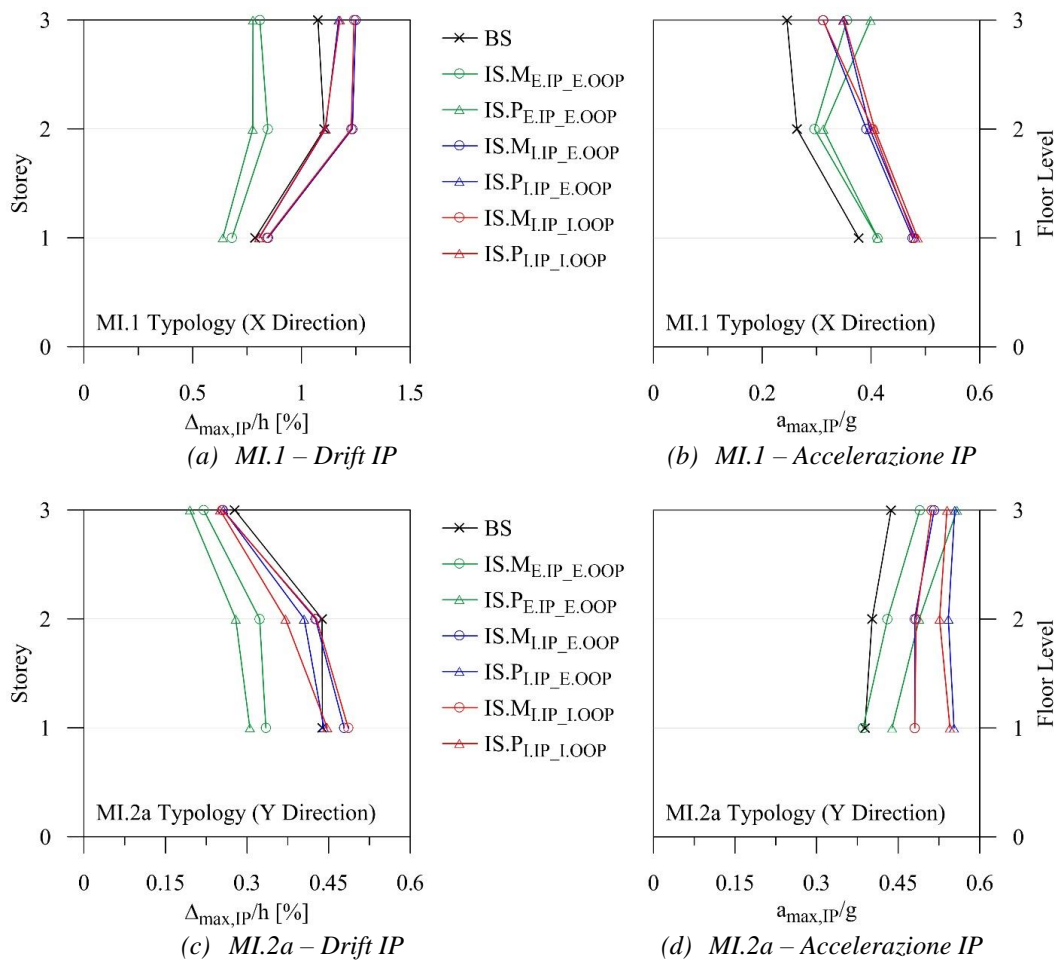 3
2
1
0
Storey
MI.1 Typology (X Direction)
0 0.5 1 1.5
Δmax,IP/h [%]
(a) MI.1 – Drift IP
BS
IS.ME.IP_E.OOP
IS.PE.IP_E.OOP
IS.MI.IP_E.OOP
IS.PI.IP_E.OOP
IS.MI.IP_I.OOP
IS.PI.IP_I.OOP
3
2
1
0
Floor Level
MI.1 Typology (X Direction)
0 0.2 0.4 0.6
amax,IP/g
(b) MI.1 – Accelerazione IP
3
2
1
0
Storey
MI.2a Typology (Y Direction)
0 0.15 0.3 0.45 0.6
Δmax,IP/h [%]
(c) MI.2a – Drift IP
BS
IS.ME.IP_E.OOP
IS.PE.IP_E.OOP
IS.MI.IP_E.OOP
IS.PI.IP_E.OOP
IS.MI.IP_I.OOP
IS.PI.IP_I.OOP
3
2
1
0
Floor Level
MI.2a Typology (Y Direction)
0 0.15 0.3 0.45 0.6
amax,IP/g
(d) MI.2a – Accelerazione IP